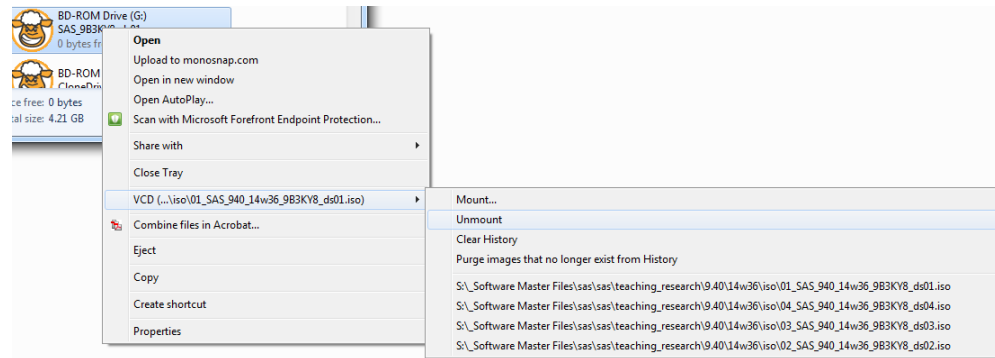 BD-ROM Drive (G:)
SAS_9B3K
0 bytes fr
BD-ROM
CloneDriv
ce free: 0 bytes
tal size: 4.21 GB
Open
Upload to monosnap.com
Open in new window
Open AutoPlay...
Scan with Microsoft Forefront Endpoint Protection...
Share with
Close Tray
VCD (...\iso\01_SAS_940_14w36_9B3KY8_ds01.iso)
Combine files in Acrobat...
Eject
Copy
Create shortcut
Properties
Mount...
Unmount
Clear History
Purge images that no longer exist from History
S:\_Software Master Files\sas\sas\teaching_research\9.40\14w36\iso\01_SAS_940_14w36_9B3KY8_ds01.iso
S:\_Software Master Files\sas\sas\teaching_research\9.40\14w36\iso\04_SAS_940_14w36_9B3KY8_ds04.iso
S:\_Software Master Files\sas\sas\teaching_research\9.40\14w36\iso\03_SAS_940_14w36_9B3KY8_ds03.iso
S:\_Software Master Files\sas\sas\teaching_research\9.40\14w36\iso\02_SAS_940_14w36_9B3KY8_ds02.iso